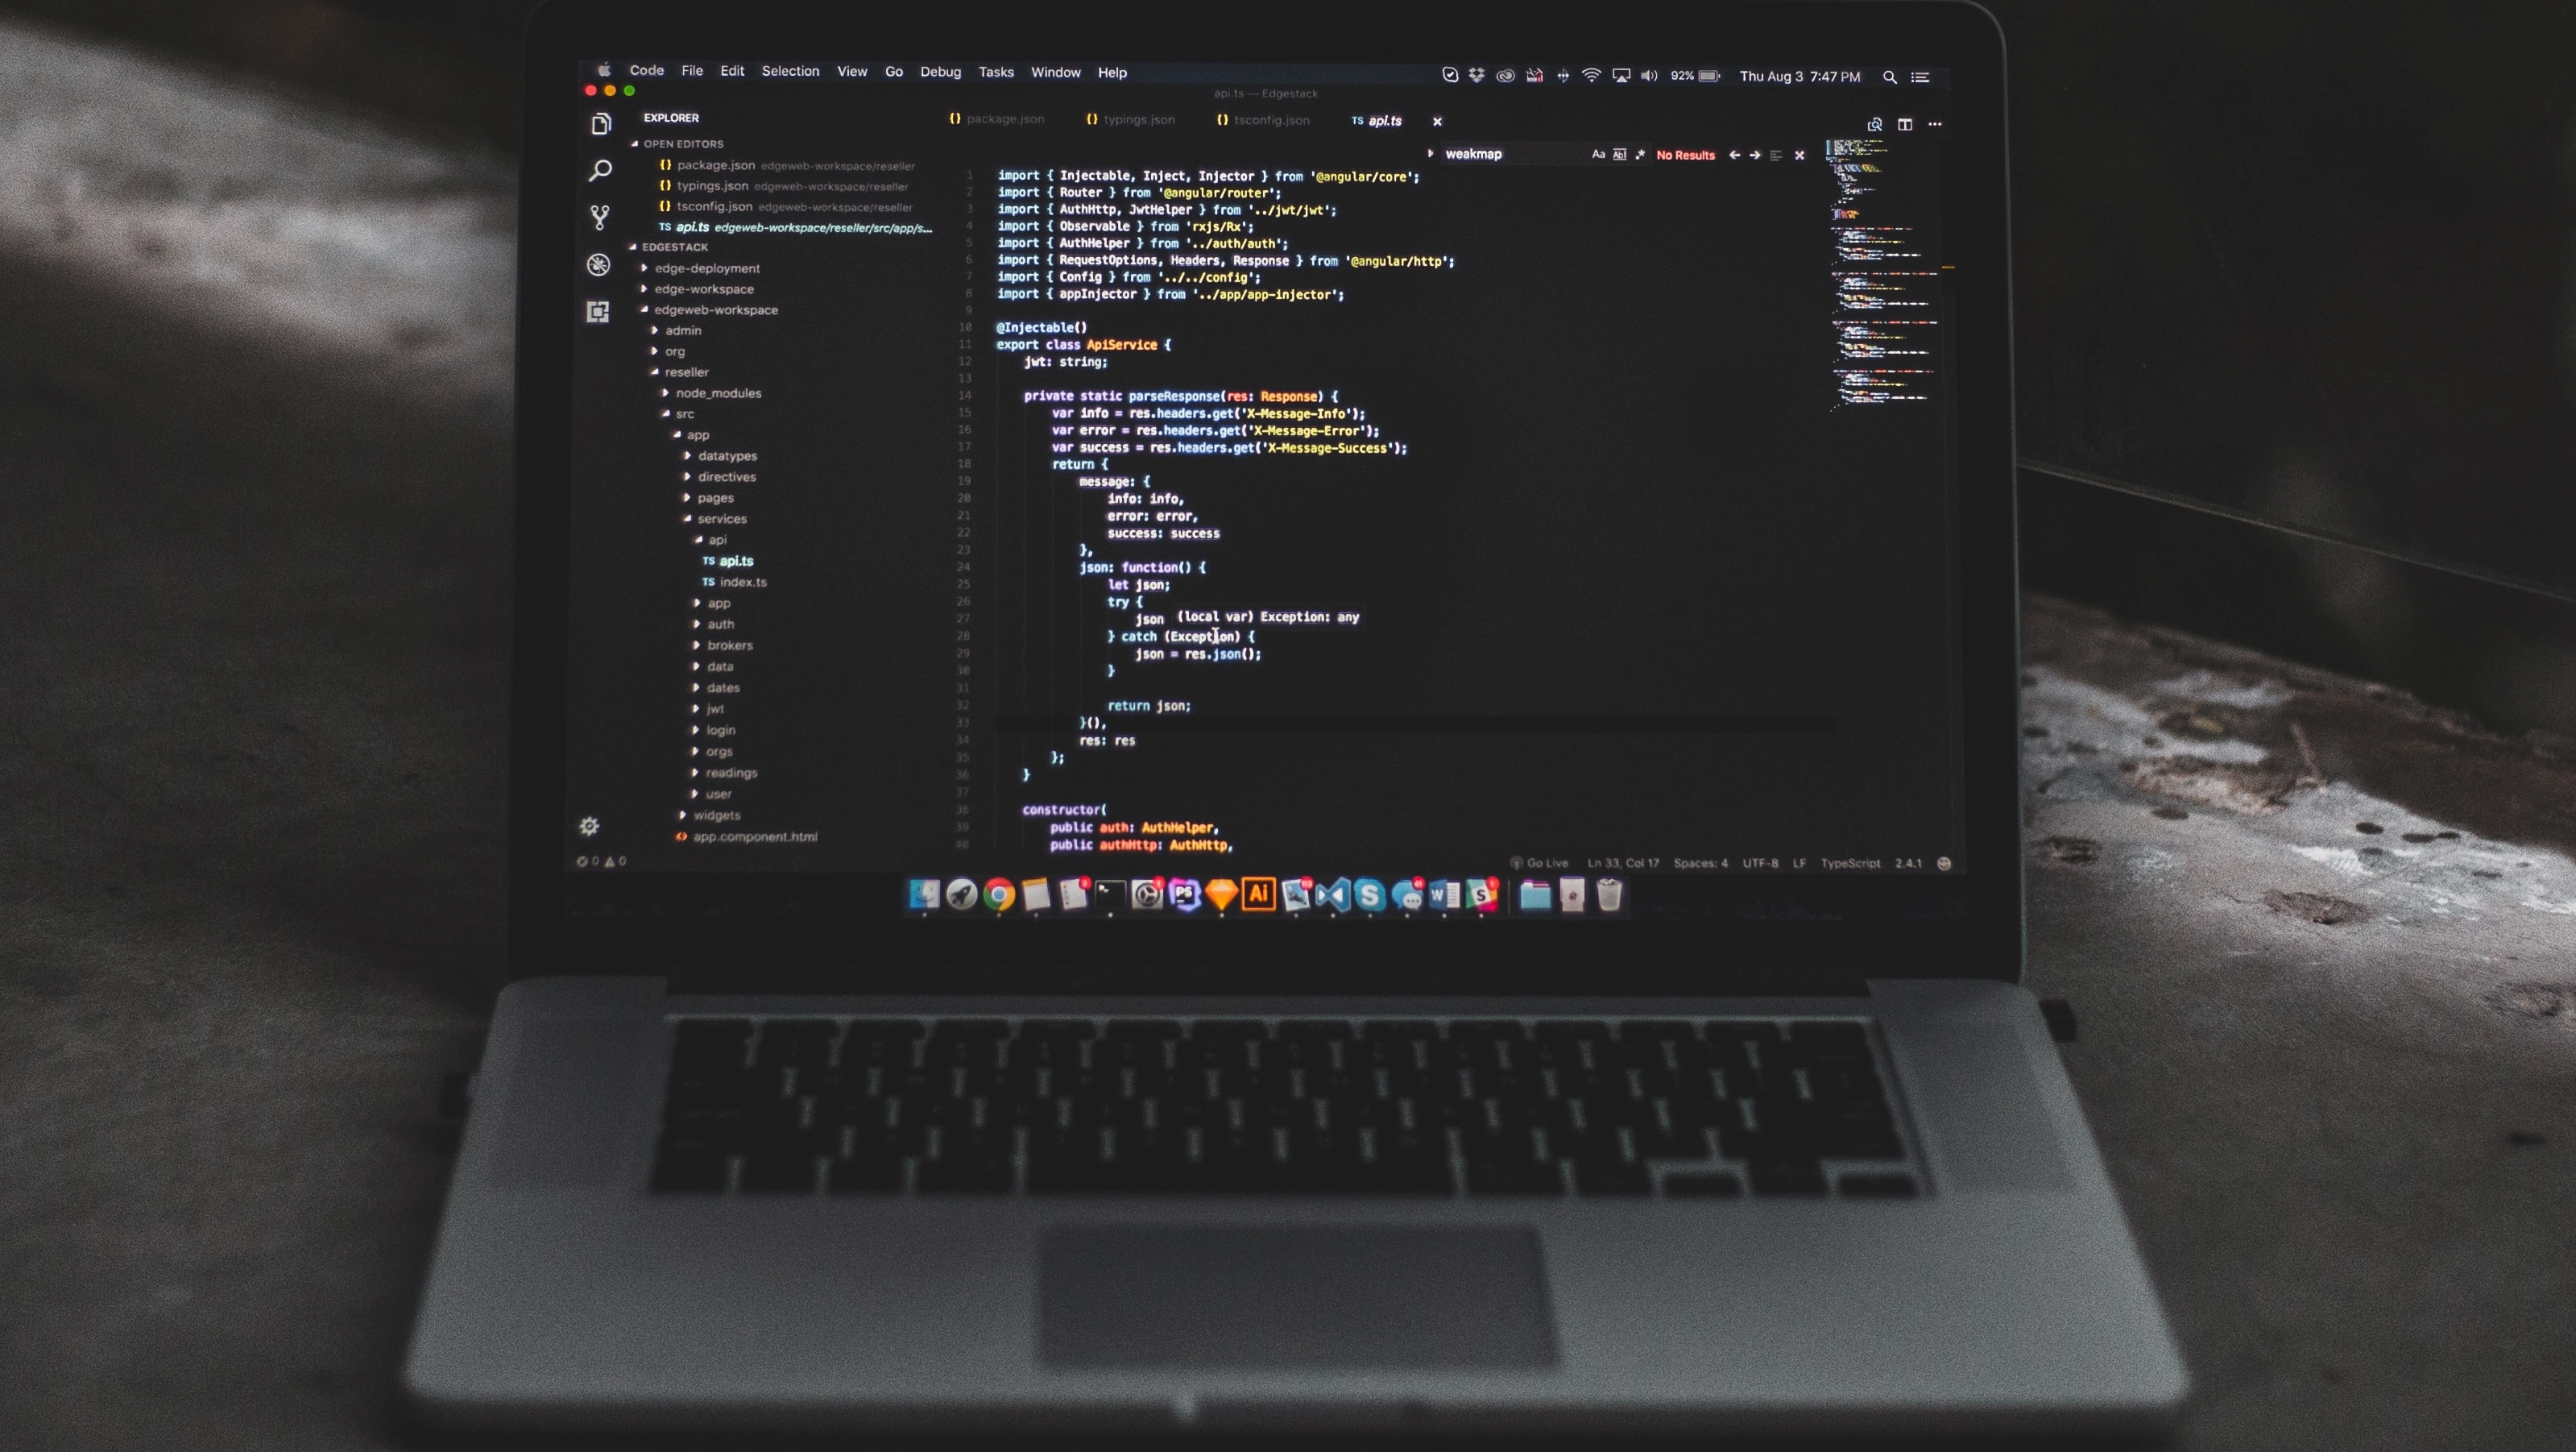 Code File Edit Selection View Go Debug Tasks Window Help 92% Thu Aug 3 7:47 PM
api.ts — Edgestack
EXPLORER
OPEN EDITORS
{} package.json edgeweb-workspace/reseller
{} typings.json edgeweb-workspace/reseller
{} tsconfig.json edgeweb-workspace/reseller
TS api.ts edgeweb-workspace/reseller/src/app/s...
EDGESTACK
edge-deployment
edge-workspace
edgeweb-workspace
admin
org
reseller
node_modules
src
app
datatypes
directives
pages
services
api
TS api.ts
TS index.ts
app
auth
brokers
data
dates
jwt
login
orgs
readings
user
widgets
<> app.component.html
{} package.json {} typings.json {} tsconfig.json TS api.ts
weakmap Aa Abl .* No Results
1 import { Injectable, Inject, Injector } from '@angular/core';
2 import { Router } from '@angular/router';
3 import { AuthHttp, JwtHelper } from '../jwt/jwt';
4 import { Observable } from 'rxjs/Rx';
5 import { AuthHelper } from '../auth/auth';
6 import { RequestOptions, Headers, Response } from '@angular/http';
7 import { Config } from '../../config';
8 import { appInjector } from '../app/app-injector';
9
10 @Injectable()
11 export class ApiService {
12 jwt: string;
13
14 private static parseResponse(res: Response) {
15 var info = res.headers.get('X-Message-Info');
16 var error = res.headers.get('X-Message-Error');
17 var success = res.headers.get('X-Message-Success');
18 return {
19 message: {
20 info: info,
21 error: error,
22 success: success
23 },
24 json: function() {
25 let json;
26 try {
27 json (local var) Exception: any
28 } catch (Exception) {
29 json = res.json();
30 }
31
32 return json;
33 }(),
34 res: res
35 };
36 }
37
38 constructor(
39 public auth: AuthHelper,
40 public authHttp: AuthHttp,
0 0 Go Live Ln 33, Col 17 Spaces: 4 UTF-8 LF TypeScript 2.4.1
PS Ai S W S